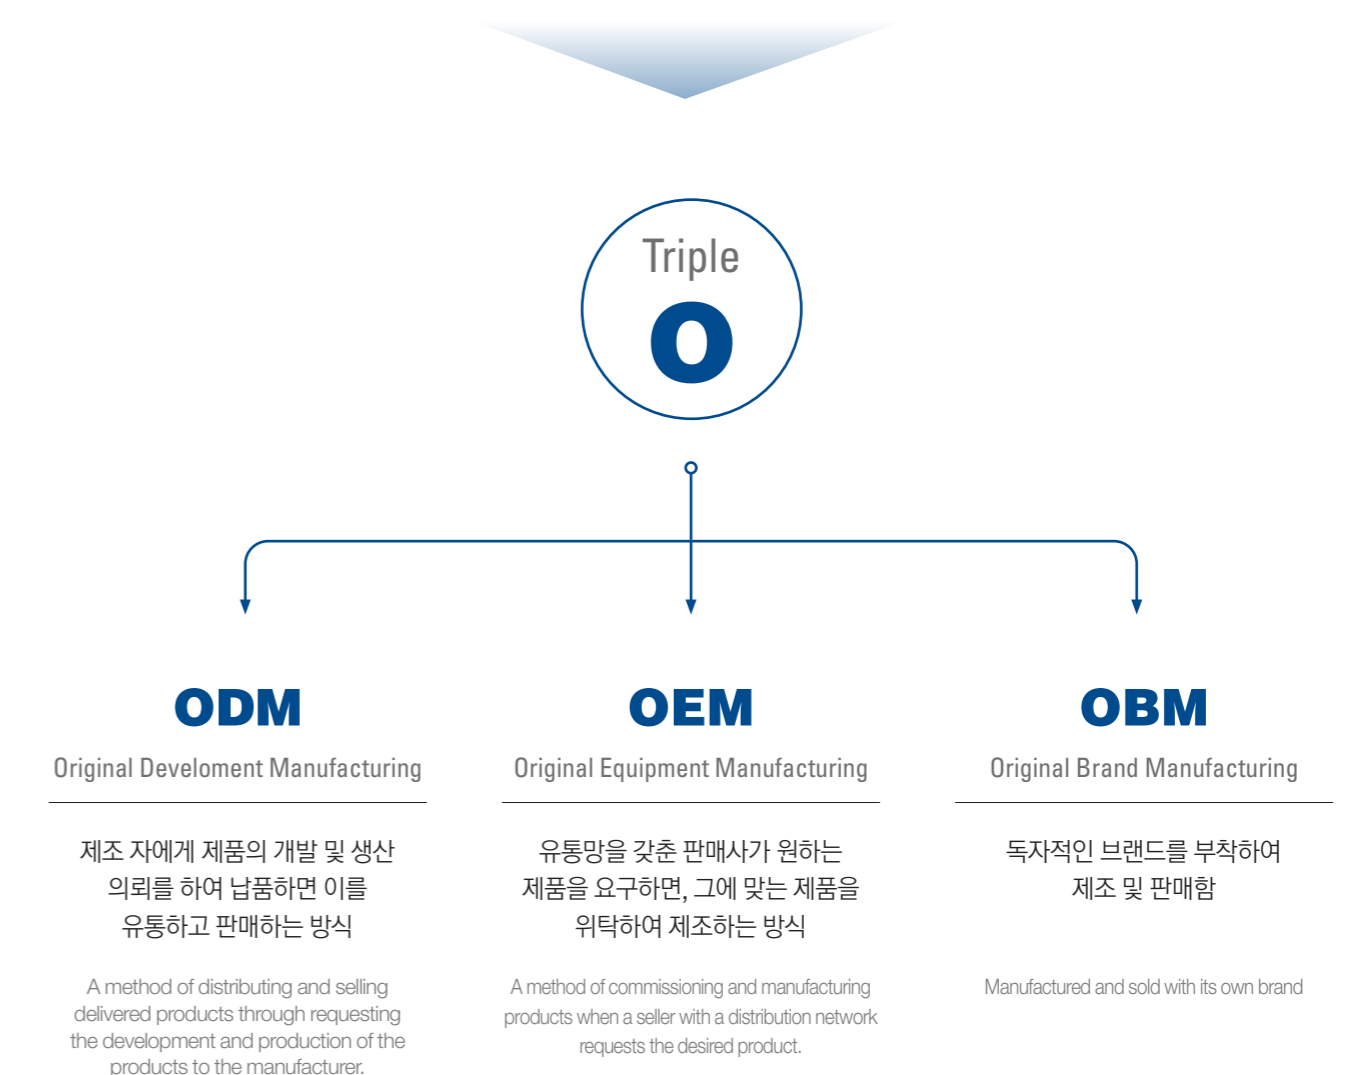 Triple
O
ODM
Original Develoment Manufacturing
제조 자에게 제품의 개발 및 생산
의뢰를 하여 납품하면 이를
유통하고 판매하는 방식
A method of distributing and selling
delivered products through requesting
the development and production of the
products to the manufacturer.
OEM
Original Equipment Manufacturing
유통망을 갖춘 판매사가 원하는
제품을 요구하면, 그에 맞는 제품을
위탁하여 제조하는 방식
A method of commissioning and manufacturing
products when a seller with a distribution network
requests the desired product.
OBM
Original Brand Manufacturing
독자적인 브랜드를 부착하여
제조 및 판매함
Manufactured and sold with its own brand